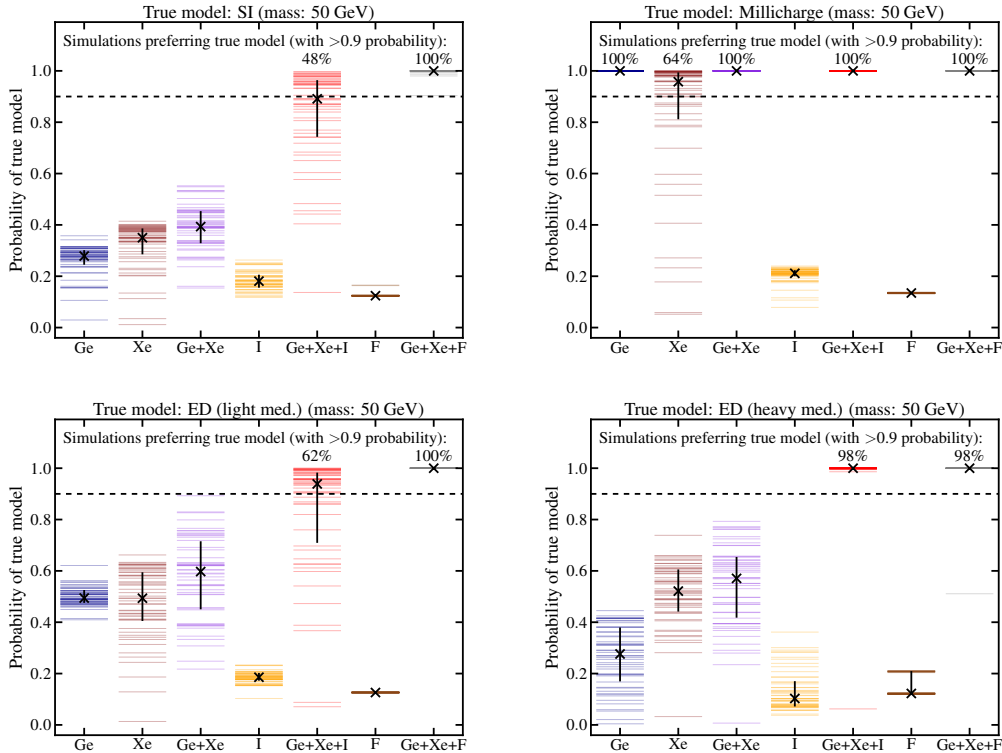 True model: SI (mass: 50 GeV)
Simulations preferring true model (with >0.9 probability):
48% 100%
1.0
0.8
0.6
0.4
0.2
0.0
Probability of true model
Ge Xe Ge+Xe I Ge+Xe+I F Ge+Xe+F
True model: Millicharge (mass: 50 GeV)
Simulations preferring true model (with >0.9 probability):
100% 64% 100% 100% 100%
1.0
0.8
0.6
0.4
0.2
0.0
Probability of true model
Ge Xe Ge+Xe I Ge+Xe+I F Ge+Xe+F
True model: ED (light med.) (mass: 50 GeV)
Simulations preferring true model (with >0.9 probability):
62% 100%
1.0
0.8
0.6
0.4
0.2
0.0
Probability of true model
Ge Xe Ge+Xe I Ge+Xe+I F Ge+Xe+F
True model: ED (heavy med.) (mass: 50 GeV)
Simulations preferring true model (with >0.9 probability):
98% 98%
1.0
0.8
0.6
0.4
0.2
0.0
Probability of true model
Ge Xe Ge+Xe I Ge+Xe+I F Ge+Xe+F